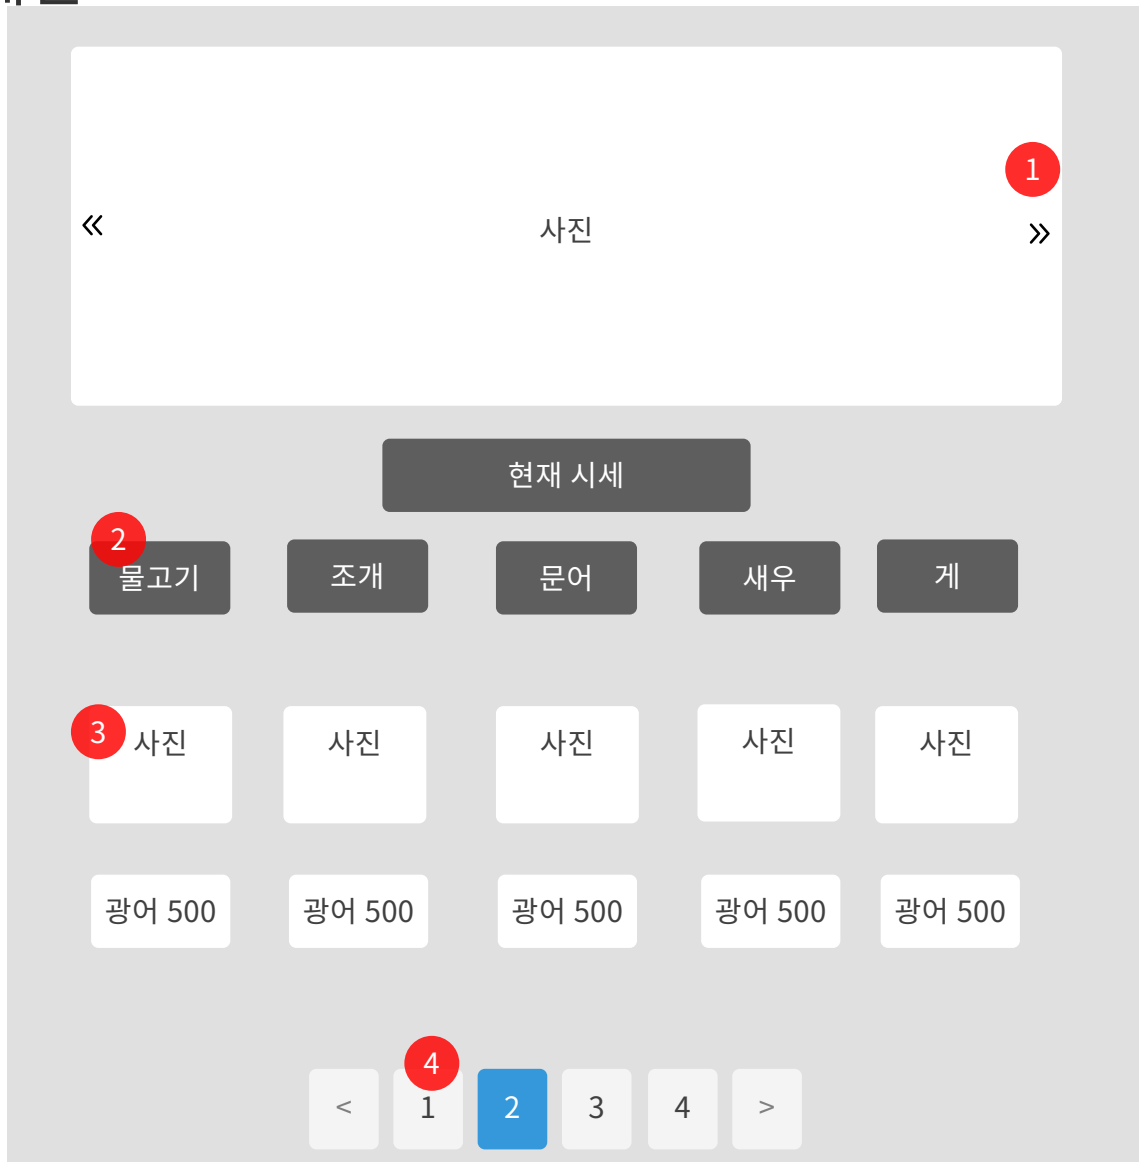 1
« 사진 »
현재 시세
2
물고기 조개 문어 새우 게
3
사진 사진 사진 사진 사진
광어 500 광어 500 광어 500 광어 500 광어 500
4
< 1 2 3 4 >